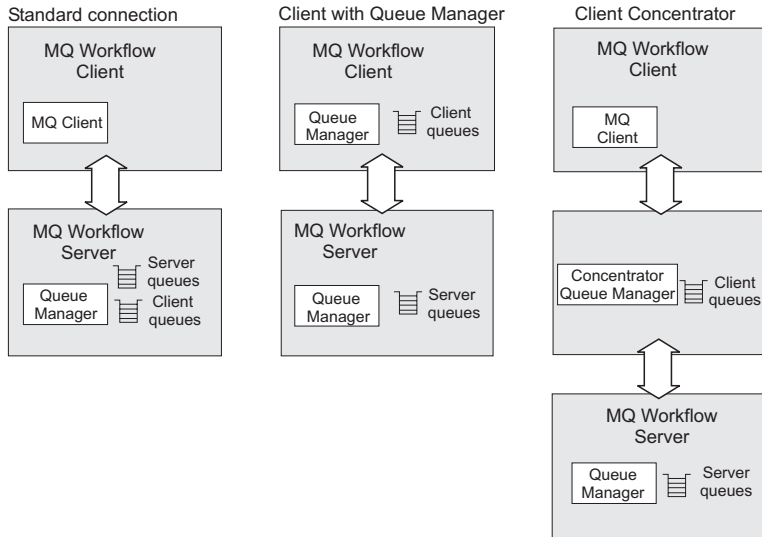 Standard connection
MQ Workflow
Client
MQ Client
MQ Workflow
Server
Server
queues
Queue
Manager
Client
queues
Client with Queue Manager
MQ Workflow
Client
Queue
Manager
Client
queues
MQ Workflow
Server
Queue
Manager
Server
queues
Client Concentrator
MQ Workflow
Client
MQ
Client
Concentrator
Queue Manager
Client
queues
MQ Workflow
Server
Queue
Manager
Server
queues